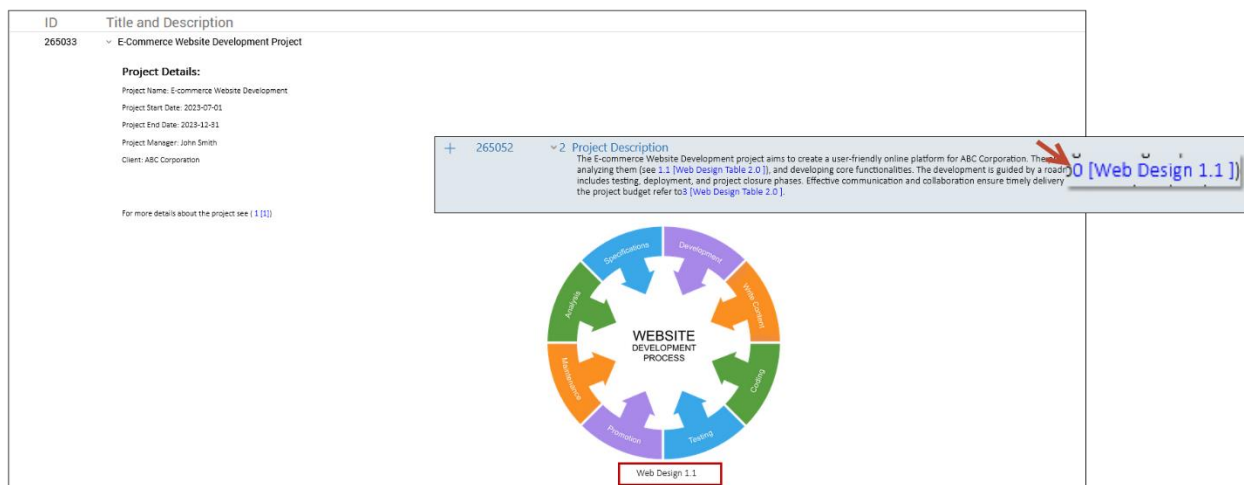 ID Title and Description
265033 E-Commerce Website Development Project
Project Details:
Project Name: E-commerce Website Development
Project Start Date: 2023-07-01
Project End Date: 2023-12-31
Project Manager: John Smith
Client: ABC Corporation
For more details about the project see ( 1 [1])
265052 2 Project Description
The E-commerce Website Development project aims to create a user-friendly online platform for ABC Corporation. The
analyzing them (see 1.1 [Web Design Table 2.0 ]), and developing core functionalities. The development is guided by a
includes testing, deployment, and project closure phases. Effective communication and collaboration ensure timely delivery
the project budget refer to3 [Web Design Table 2.0 ].
0 [Web Design 1.1 ])
Specifications
Development
Write Content
Coding
Testing
Promotion
Maintenance
Analysis
WEBSITE
DEVELOPMENT
PROCESS
Web Design 1.1